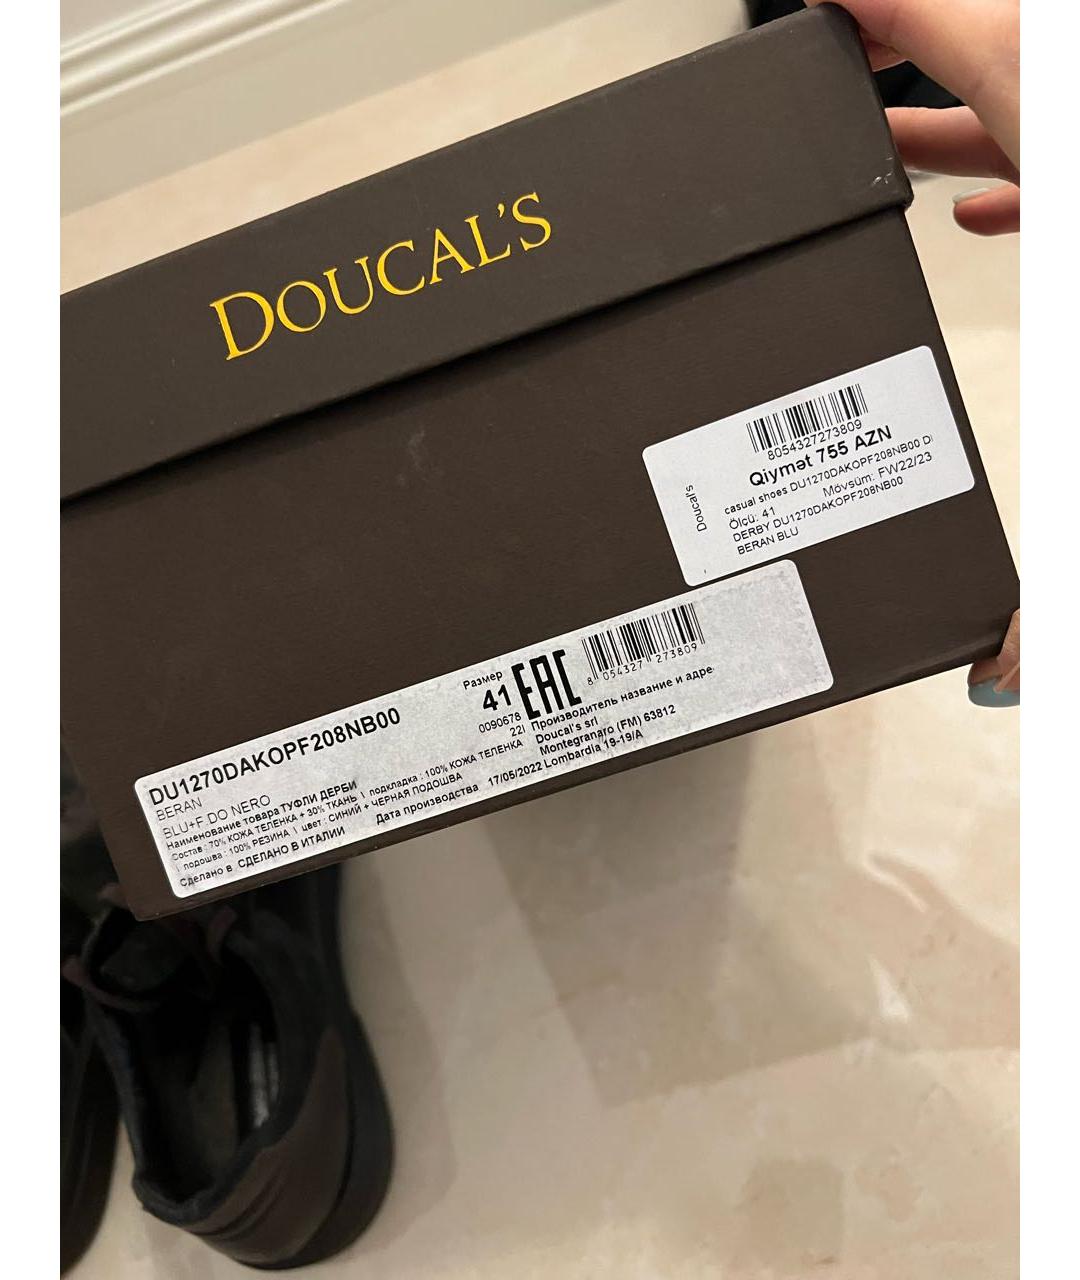 DOUCAL'S
8054327273809
Qiymət 755 AZN
casual shoes DU1270DAKOPF208NB00
Ölçü: 41 Mövsüm: FW22/23
DERBY DU1270DAKOPF208NB00
BERAN BLU
Doucal's
DU1270DAKOPF208NB00
BERAN
BLU+F.DO NERO
Размер
41
EAC
0090678
22I
8 054327 273809
Наименование товара ТУФЛИ ДЕРБИ
Состав : 70% КОЖА ТЕЛЕНКА + 30% ТКАНЬ \ подкладка : 100% КОЖА ТЕЛЕНКА
\ подошва : 100% РЕЗИНА \ цвет : СИНИЙ + ЧЕРНАЯ ПОДОШВА
Сделано в СДЕЛАНО В ИТАЛИИ
Дата производства 17/05/2022
Производитель название и адре
Doucal's srl
Montegranaro (FM) 63812
Lombardia 19-19/A